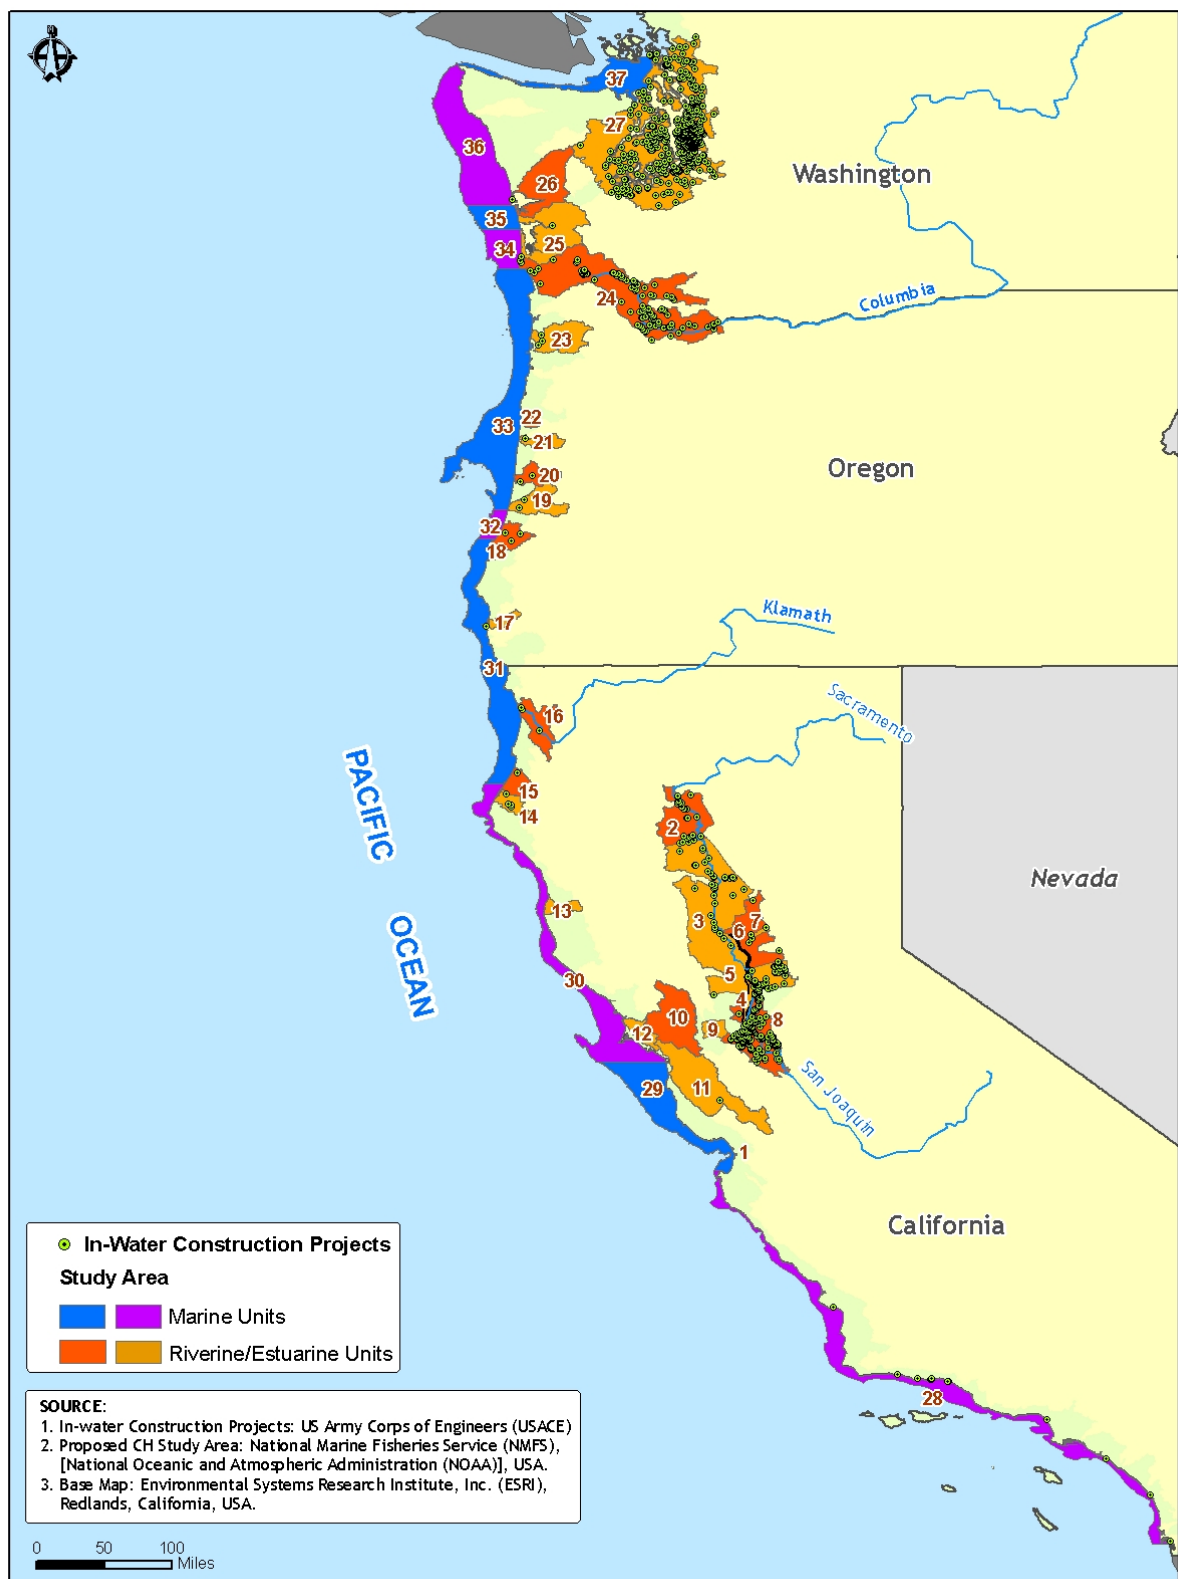 37
27
36
Washington
26
35
34
25
24
Columbia
23
22
33
21
Oregon
20
19
32
18
Klamath
17
31
Sacramento
16
PACIFIC
OCEAN
15
14
2
Nevada
13
3
7
6
5
30
4
10
8
12
9
29
11
San Joaquin
1
California
28
In-Water Construction Projects
Study Area
Marine Units
Riverine/Estuarine Units
SOURCE:
1. In-water Construction Projects: US Army Corps of Engineers (USACE)
2. Proposed CH Study Area: National Marine Fisheries Service (NMFS),
[National Oceanic and Atmospheric Administration (NOAA)], USA.
3. Base Map: Environmental Systems Research Institute, Inc. (ESRI),
Redlands, California, USA.
0 50 100
Miles